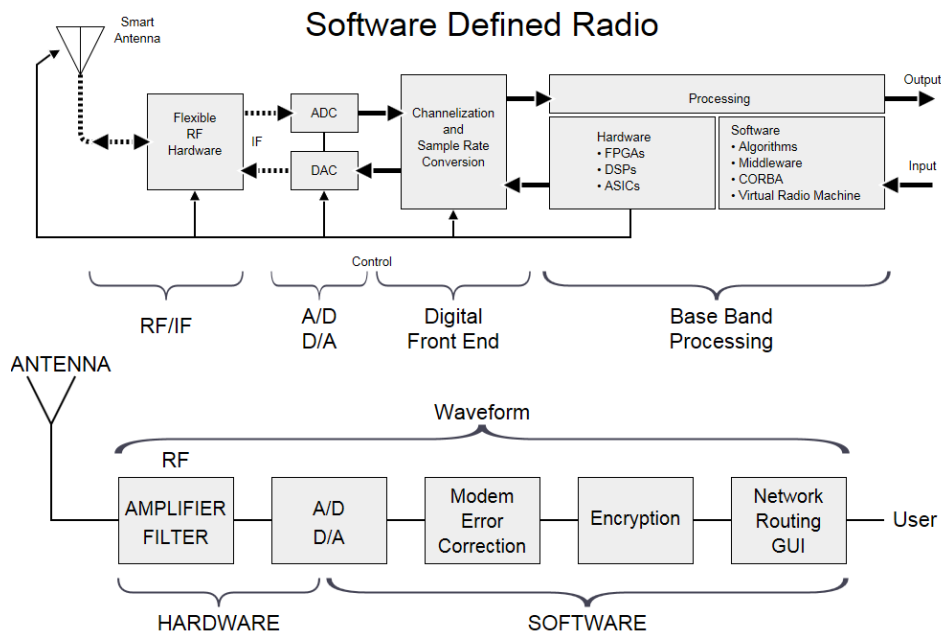 Software Defined Radio
Smart
Antenna
Flexible
RF
Hardware
IF
ADC
DAC
Channelization
and
Sample Rate
Conversion
Processing
Hardware
• FPGAs
• DSPs
• ASICs
Software
• Algorithms
• Middleware
• CORBA
• Virtual Radio Machine
Output
Input
Control
RF/IF
A/D
D/A
Digital
Front End
Base Band
Processing
ANTENNA
Waveform
RF
AMPLIFIER
FILTER
A/D
D/A
Modem
Error
Correction
Encryption
Network
Routing
GUI
User
HARDWARE
SOFTWARE